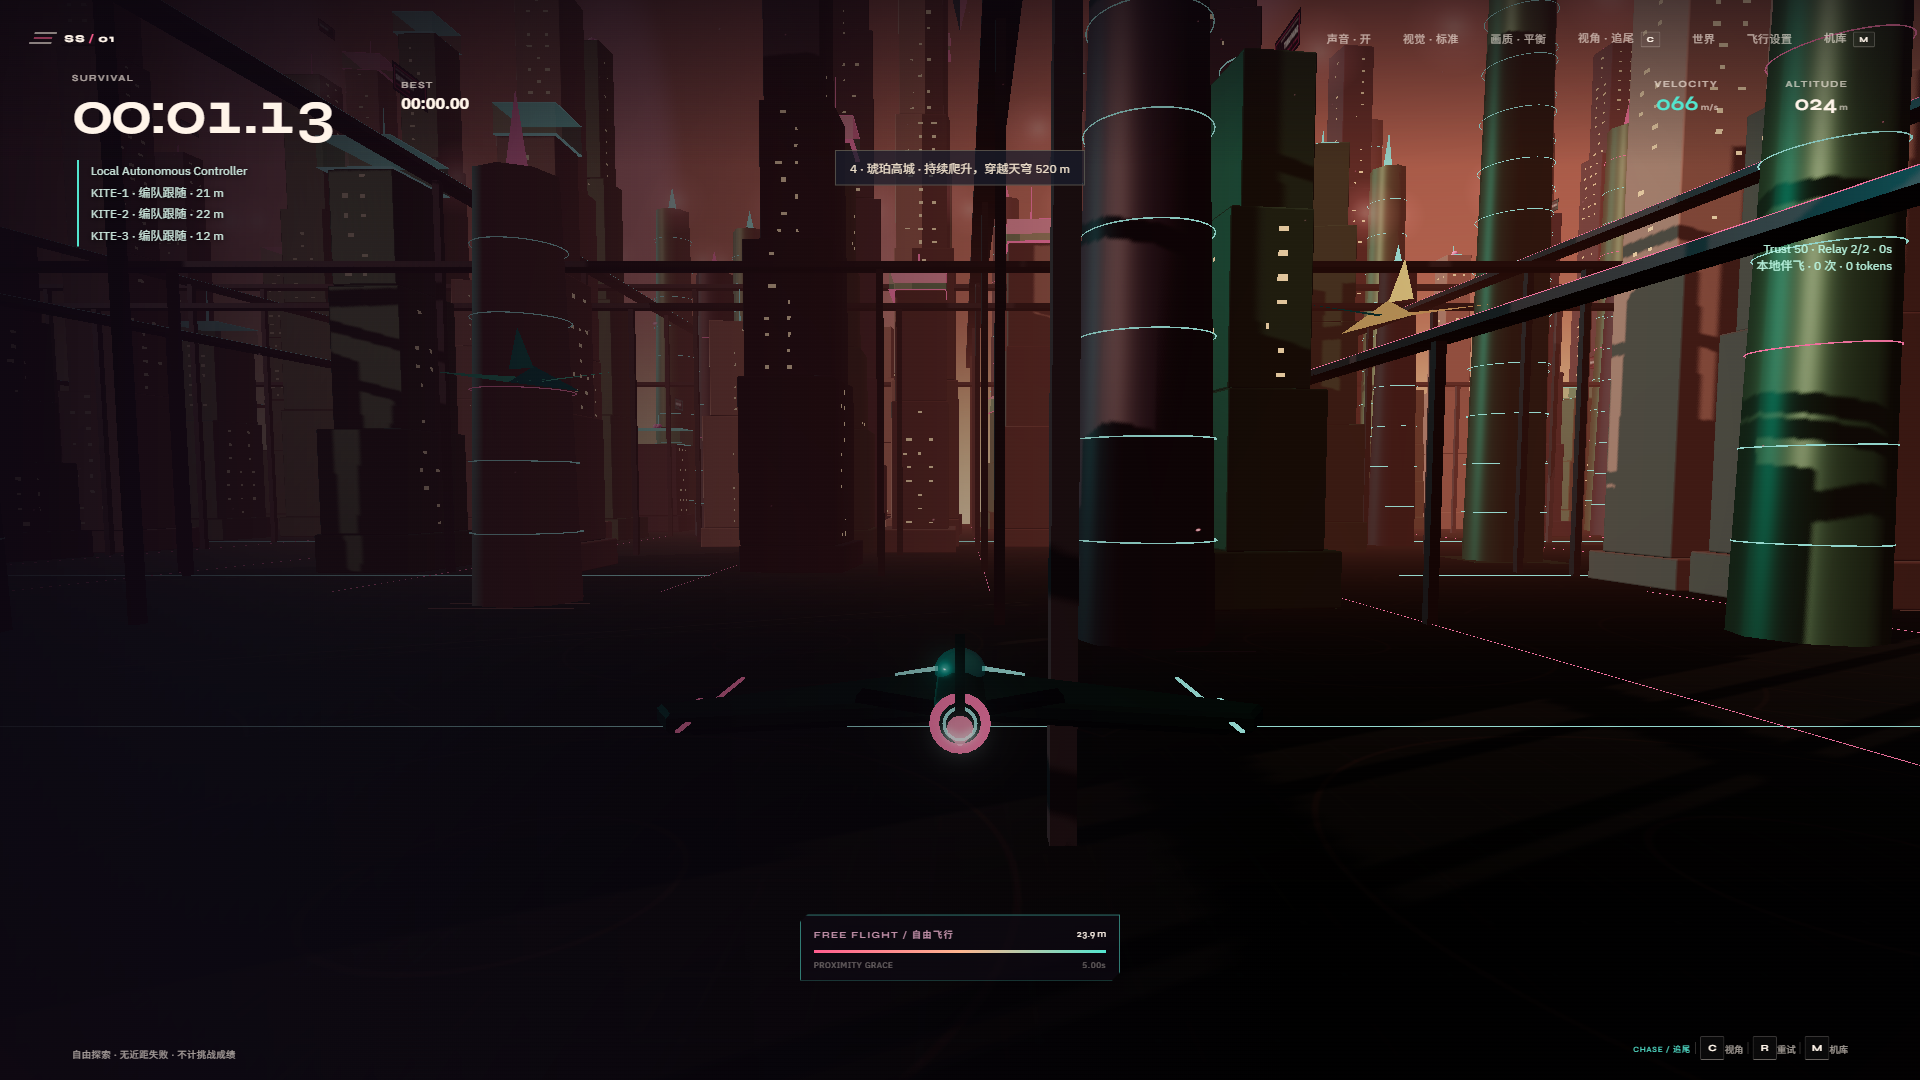 SS / 01
声音 · 开 视觉 · 标准 画质 · 平衡 视角 · 追尾 C 世界 飞行设置 机库 M
SURVIVAL
00:01.13
BEST
00:00.00
VELOCITY
066 m/s
ALTITUDE
024 m
Local Autonomous Controller
KITE-1 · 编队跟随 · 21 m
KITE-2 · 编队跟随 · 22 m
KITE-3 · 编队跟随 · 12 m
4 · 琥珀高城 · 持续爬升，穿越天穹 520 m
Trust 50 · Relay 2/2 · 0s
本地伴飞 · 0 次 · 0 tokens
FREE FLIGHT / 自由飞行 23.9 m
PROXIMITY GRACE 5.00s
自由探索 · 无近距失败 · 不计挑战成绩
CHASE / 追尾 C 视角 R 重试 M 机库